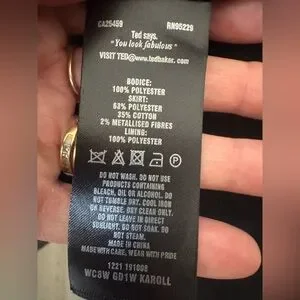 CA25459 RN95229
Ted says,
"You look fabulous"
VISIT TED@www.tedbaker.com
BODICE:
100% POLYESTER
SKIRT:
63% POLYESTER
35% COTTON
2% METALLISED FIBRES
LINING:
100% POLYESTER
P
DO NOT WASH. DO NOT USE
PRODUCTS CONTAINING
BLEACH, OIL OR ALCOHOL. DO
NOT TUMBLE DRY. COOL IRON
ON REVERSE. DRY CLEAN ONLY.
DO NOT LEAVE IN DIRECT
SUNLIGHT. DO NOT SOAK. DO
NOT STEAM.
MADE IN CHINA
MADE WITH CARE, WEAR WITH PRIDE
1221 191008
WC8W GD1W KAROLL